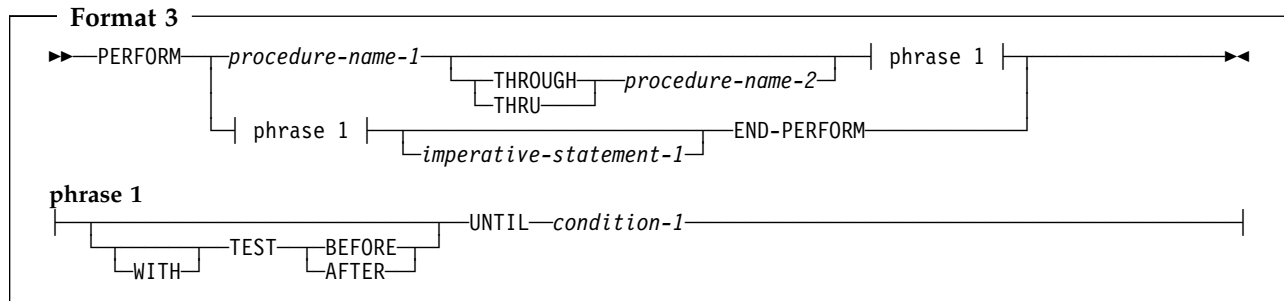 Format 3
PERFORM procedure-name-1 phrase 1
THROUGH procedure-name-2
THRU
phrase 1 END-PERFORM
imperative-statement-1
phrase 1
UNTIL condition-1
TEST BEFORE
WITH AFTER